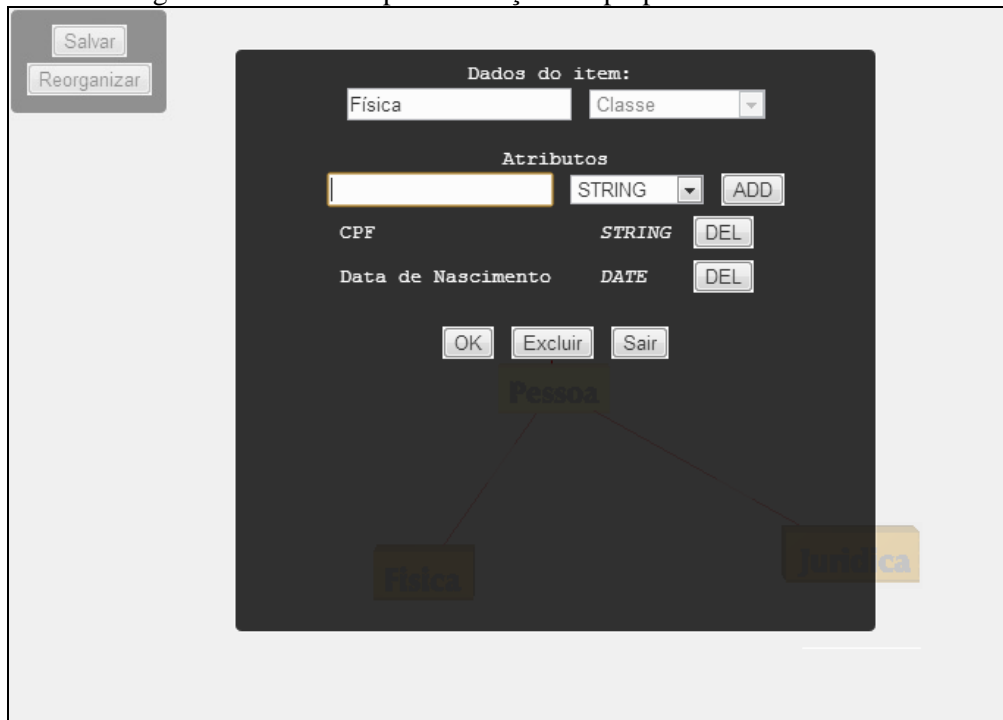 Salvar
Reorganizar
Dados do item:
Física Classe
Atributos
STRING ADD
CPF STRING DEL
Data de Nascimento DATE DEL
OK Excluir Sair
Pessoa
Física
Jurídica